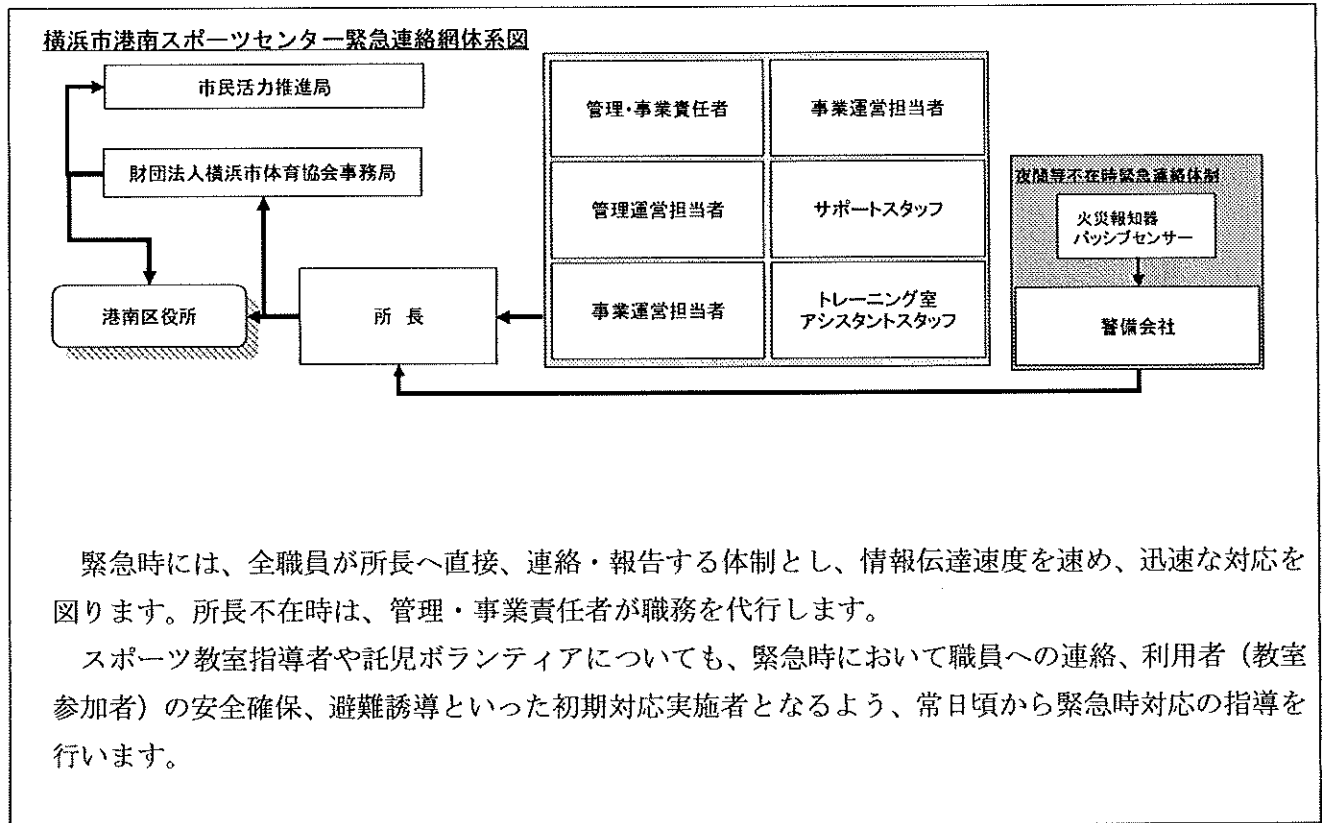 横浜市港南スポーツセンター緊急連絡網体系図
市民活力推進局
財団法人横浜市体育協会事務局
港南区役所
所 長
管理・事業責任者
事業運営担当者
管理運営担当者
サポートスタッフ
事業運営担当者
トレーニング室
アシスタントスタッフ
夜間等不在時緊急連絡体制
火災報知器
パッシブセンサー
警備会社
緊急時には、全職員が所長へ直接、連絡・報告する体制とし、情報伝達速度を速め、迅速な対応を
図ります。所長不在時は、管理・事業責任者が職務を代行します。
スポーツ教室指導者や託児ボランティアについても、緊急時において職員への連絡、利用者（教室
参加者）の安全確保、避難誘導といった初期対応実施者となるよう、常日頃から緊急時対応の指導を
行います。